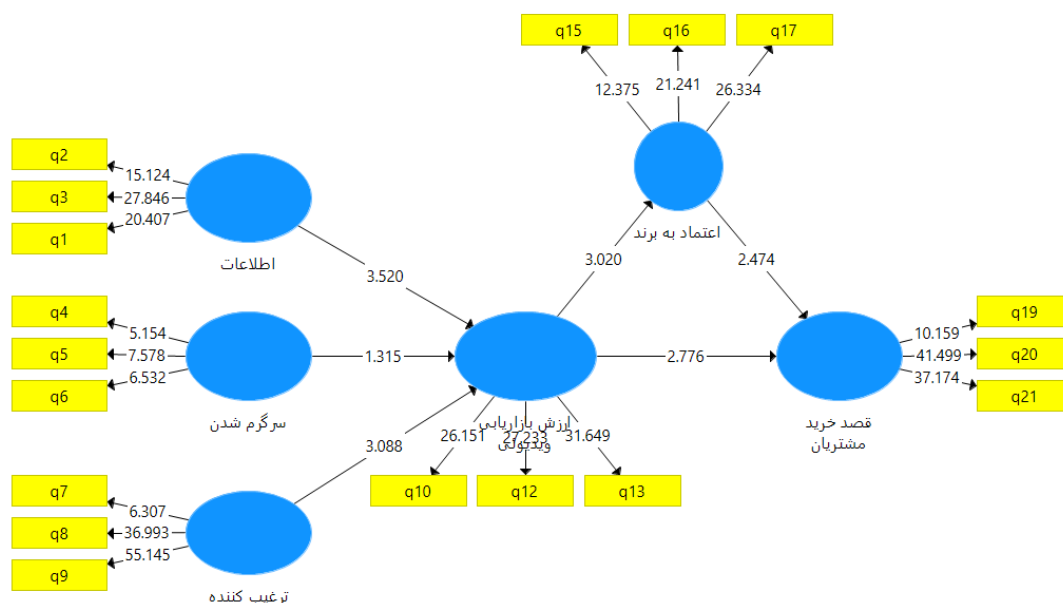 q15
q16
q17
12.375
21.241
26.334
q2
q3
q1
15.124
27.846
20.407
اطلاعات
اعتماد به برند
3.520
3.020
2.474
q4
q5
q6
5.154
7.578
6.532
سرگرم شدن
1.315
2.776
ارزش بازاریابی
ویدیوئی
q19
q20
q21
10.159
41.499
37.174
قصد خرید
مشتریان
3.088
26.151
27.233
31.649
q10
q12
q13
q7
q8
q9
6.307
36.993
55.145
ترغیب کننده